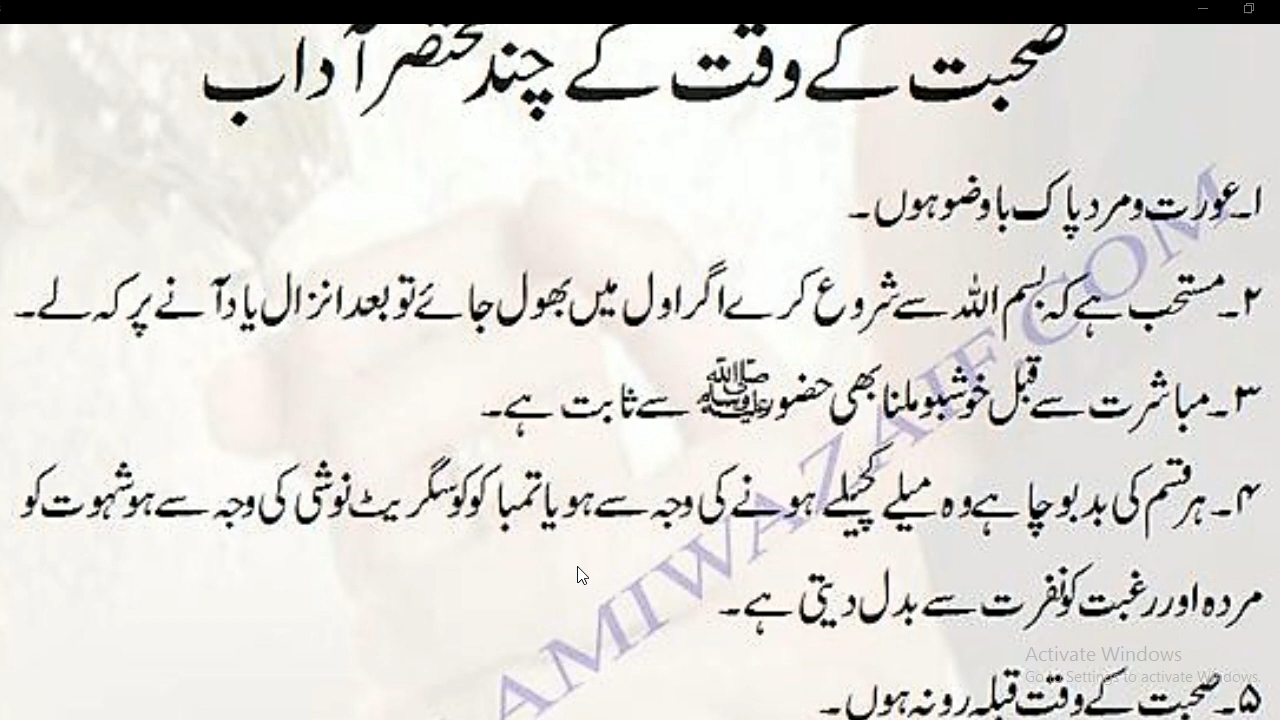 صحبت کے وقت کے چند مختصر آداب
۱۔عورت و مرد پاک باوضو ہوں۔
۲۔مستحب ہے کہ بسم اللہ سے شروع کرے اگر اول میں بھول جائے تو بعد انزال یاد آنے پر کہ لے۔
۳۔مباشرت سے قبل خوشبو ملنا بھی حضور ﷺ سے ثابت ہے۔
۴۔ہر قسم کی بدبو چاہے وہ میلے کچیلے ہونے کی وجہ سے ہو یا تمباکو کو سگریٹ نوشی کی وجہ سے ہو شہوت کو
مردہ اور رغبت کو نفرت سے بدل دیتی ہے۔
۵۔صحبت کے وقت قبلہ رو نہ ہوں۔
AMIWAZAIF.COM
Activate Windows
Go to Settings to activate Windows.